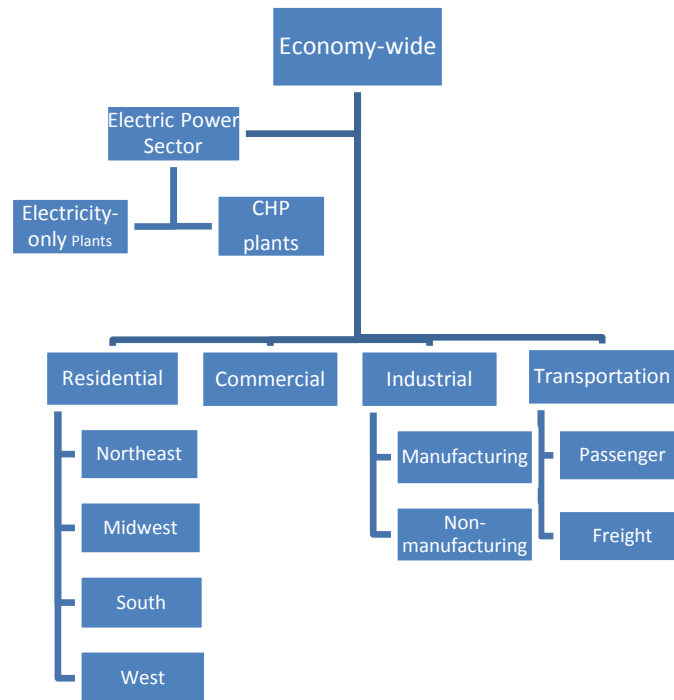 Economy-wide
Electric Power
Sector
Electricity-
only Plants
CHP
plants
Residential
Commercial
Industrial
Transportation
Northeast
Midwest
South
West
Manufacturing
Non-
manufacturing
Passenger
Freight